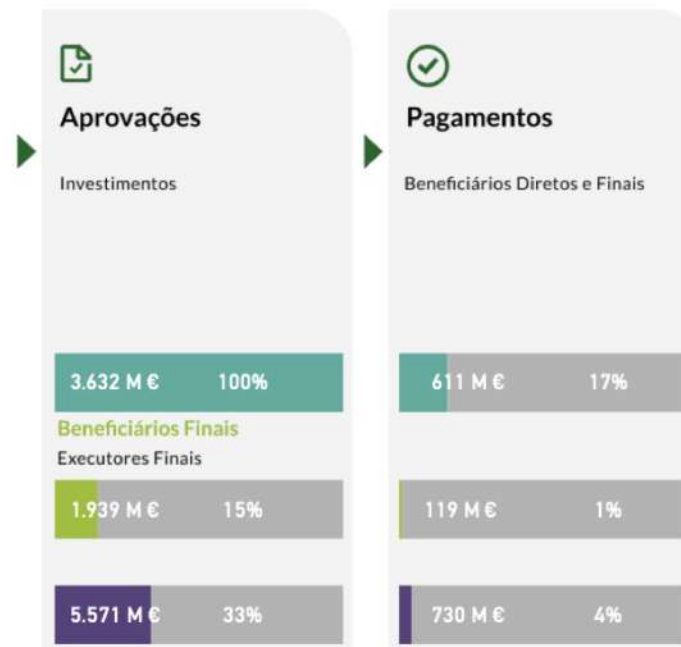 Aprovações
Investimentos
3.632 M € 100%
Beneficiários Finais
Executores Finais
1.939 M € 15%
5.571 M € 33%
Pagamentos
Beneficiários Diretos e Finais
611 M € 17%
119 M € 1%
730 M € 4%